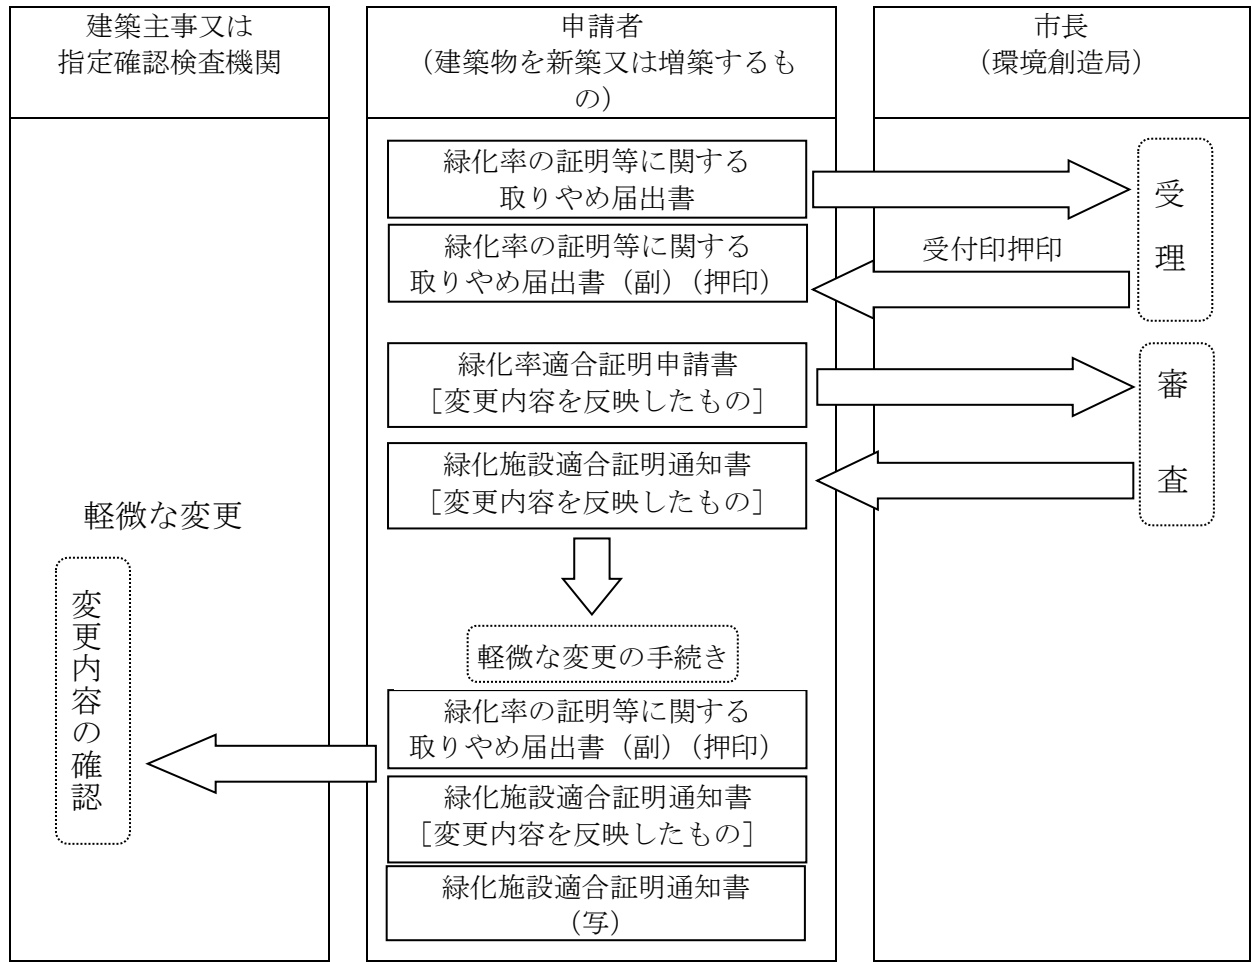 建築主事又は
指定確認検査機関
申請者
（建築物を新築又は増築するも
の）
市長
（環境創造局）
緑化率の証明等に関する
取りやめ届出書
受理
緑化率の証明等に関する
取りやめ届出書（副）（押印）
受付印押印
緑化率適合証明申請書
［変更内容を反映したもの］
審査
緑化施設適合証明通知書
［変更内容を反映したもの］
軽微な変更
変更内容の確認
軽微な変更の手続き
緑化率の証明等に関する
取りやめ届出書（副）（押印）
緑化施設適合証明通知書
［変更内容を反映したもの］
緑化施設適合証明通知書
（写）